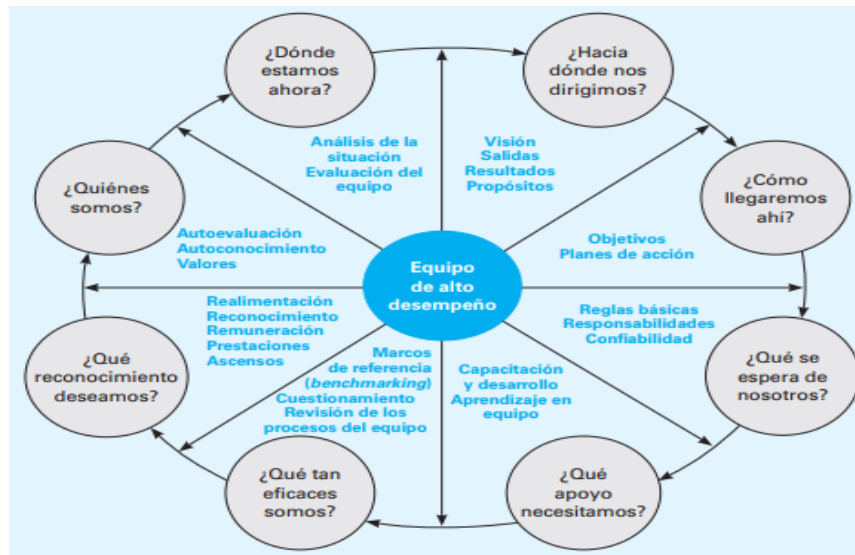 ¿Dónde
estamos
ahora?
¿Hacia
dónde nos
dirigimos?
¿Cómo
llegaremos
ahí?
¿Qué se
espera de
nosotros?
¿Qué
apoyo
necesitamos?
¿Qué tan
eficaces
somos?
¿Qué
reconocimiento
deseamos?
¿Quiénes
somos?
Análisis de la
situación
Evaluación del
equipo
Visión
Salidas
Resultados
Propósitos
Objetivos
Planes de acción
Reglas básicas
Responsabilidades
Confiabilidad
Capacitación
y desarrollo
Aprendizaje en
equipo
Marcos
de referencia
(benchmarking)
Cuestionamiento
Revisión de los
procesos del equipo
Realimentación
Reconocimiento
Remuneración
Prestaciones
Ascensos
Autoevaluación
Autoconocimiento
Valores
Equipo
de alto
desempeño